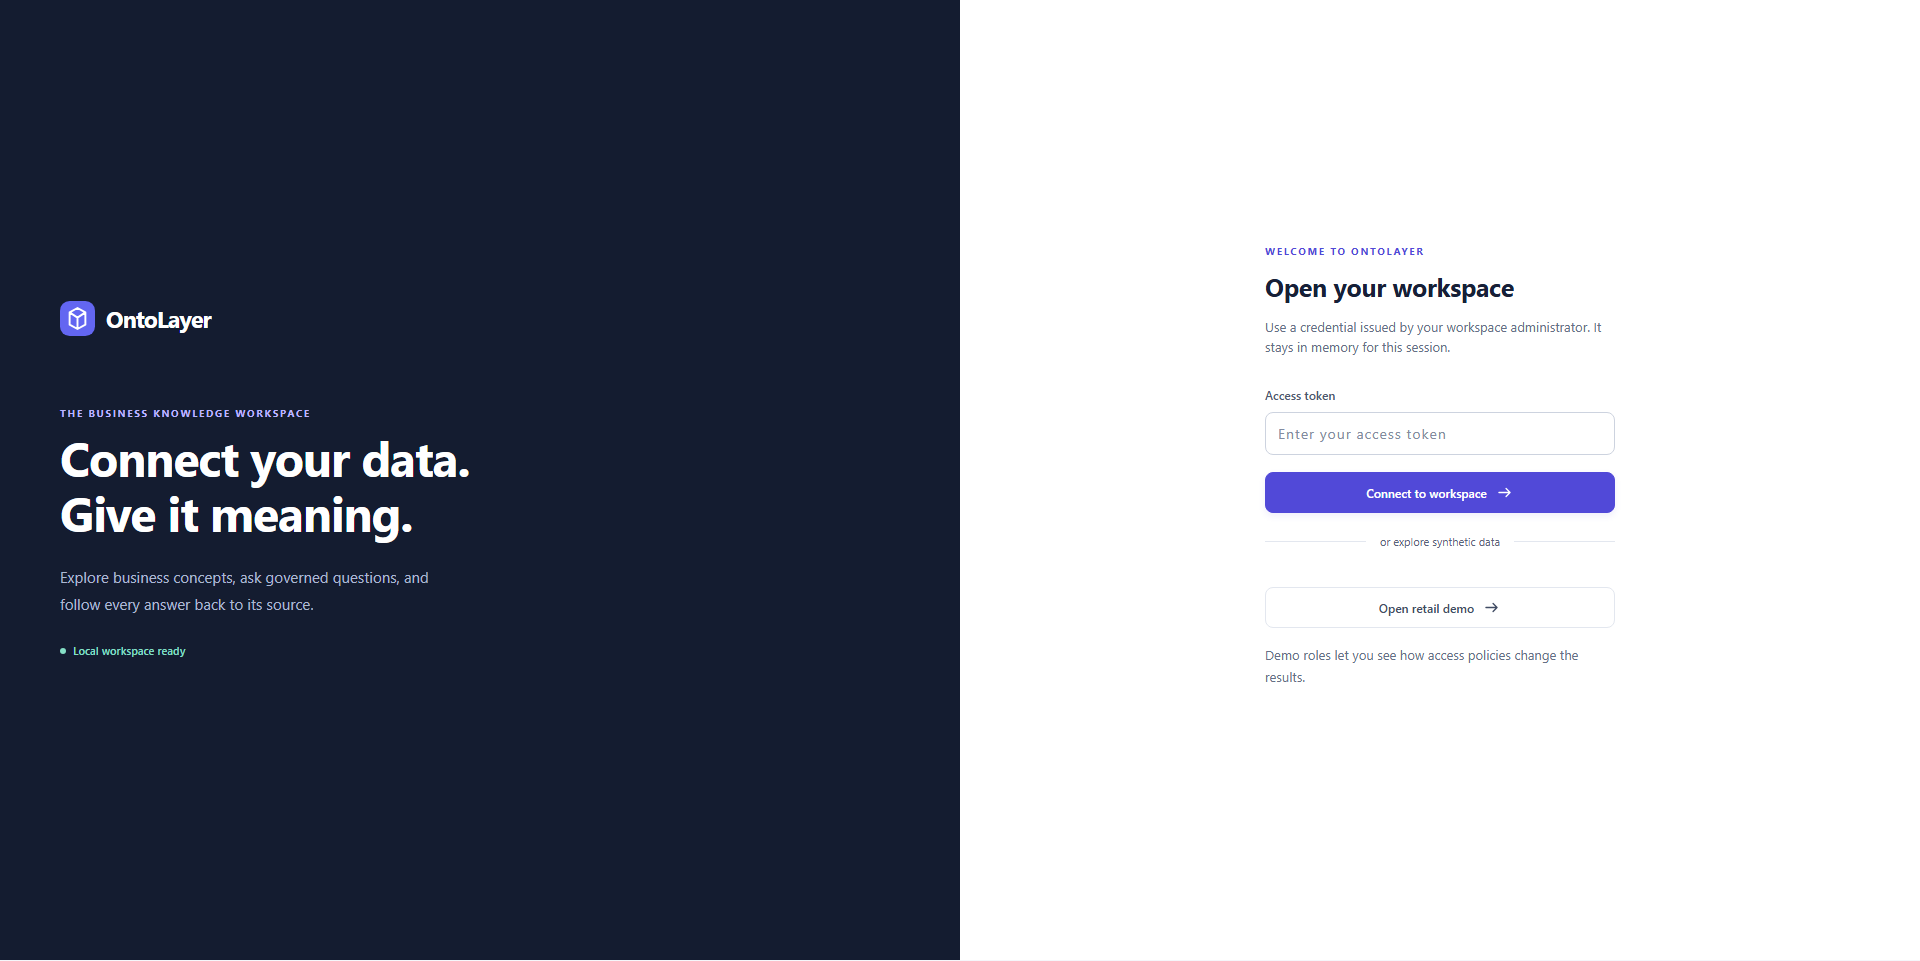 OntoLayer
THE BUSINESS KNOWLEDGE WORKSPACE
Connect your data.
Give it meaning.
Explore business concepts, ask governed questions, and
follow every answer back to its source.
Local workspace ready
WELCOME TO ONTOLAYER
Open your workspace
Use a credential issued by your workspace administrator. It
stays in memory for this session.
Access token
Enter your access token
Connect to workspace
or explore synthetic data
Open retail demo
Demo roles let you see how access policies change the
results.